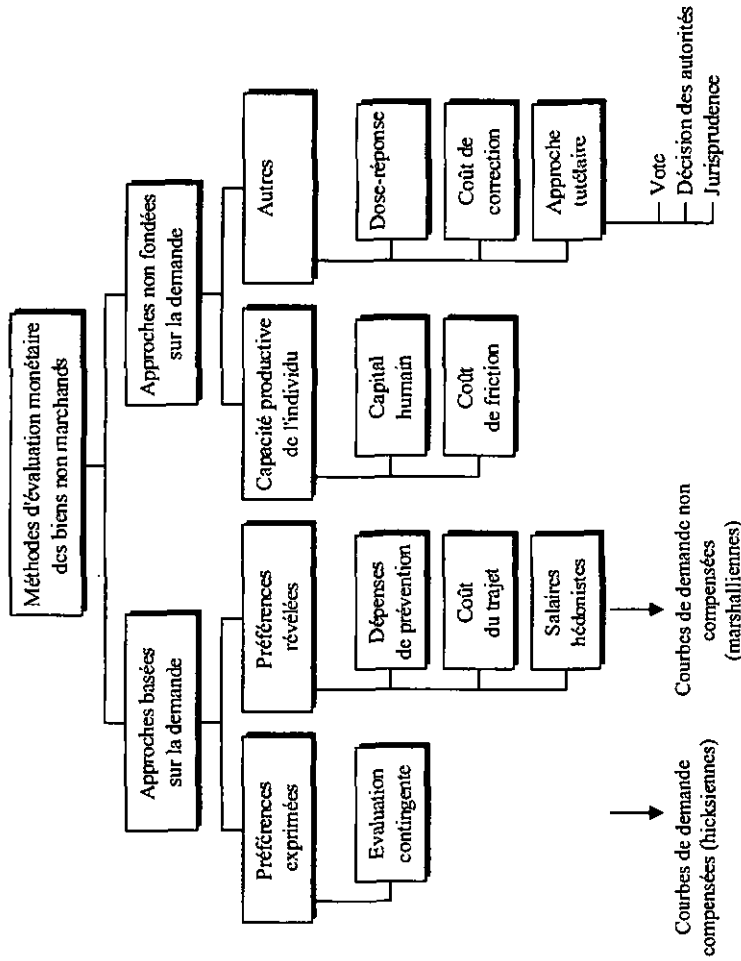 Méthodes d'évaluation monétaire
des biens non marchands
Approches basées
sur la demande
Approches non fondées
sur la demande
Préférences
exprimées
Préférences
révélées
Capacité productive
de l'individu
Autres
Evaluation
contingente
Dépenses
de prévention
Coût
du trajet
Salaires
hédonistes
Capital
humain
Coût
de friction
Dose-réponse
Coût de
correction
Approche
tutélaire
Vote
Décision des autorités
Jurisprudence
Courbes de demande
compensées (hicksiennes)
Courbes de demande non
compensées
(marshalliennes)